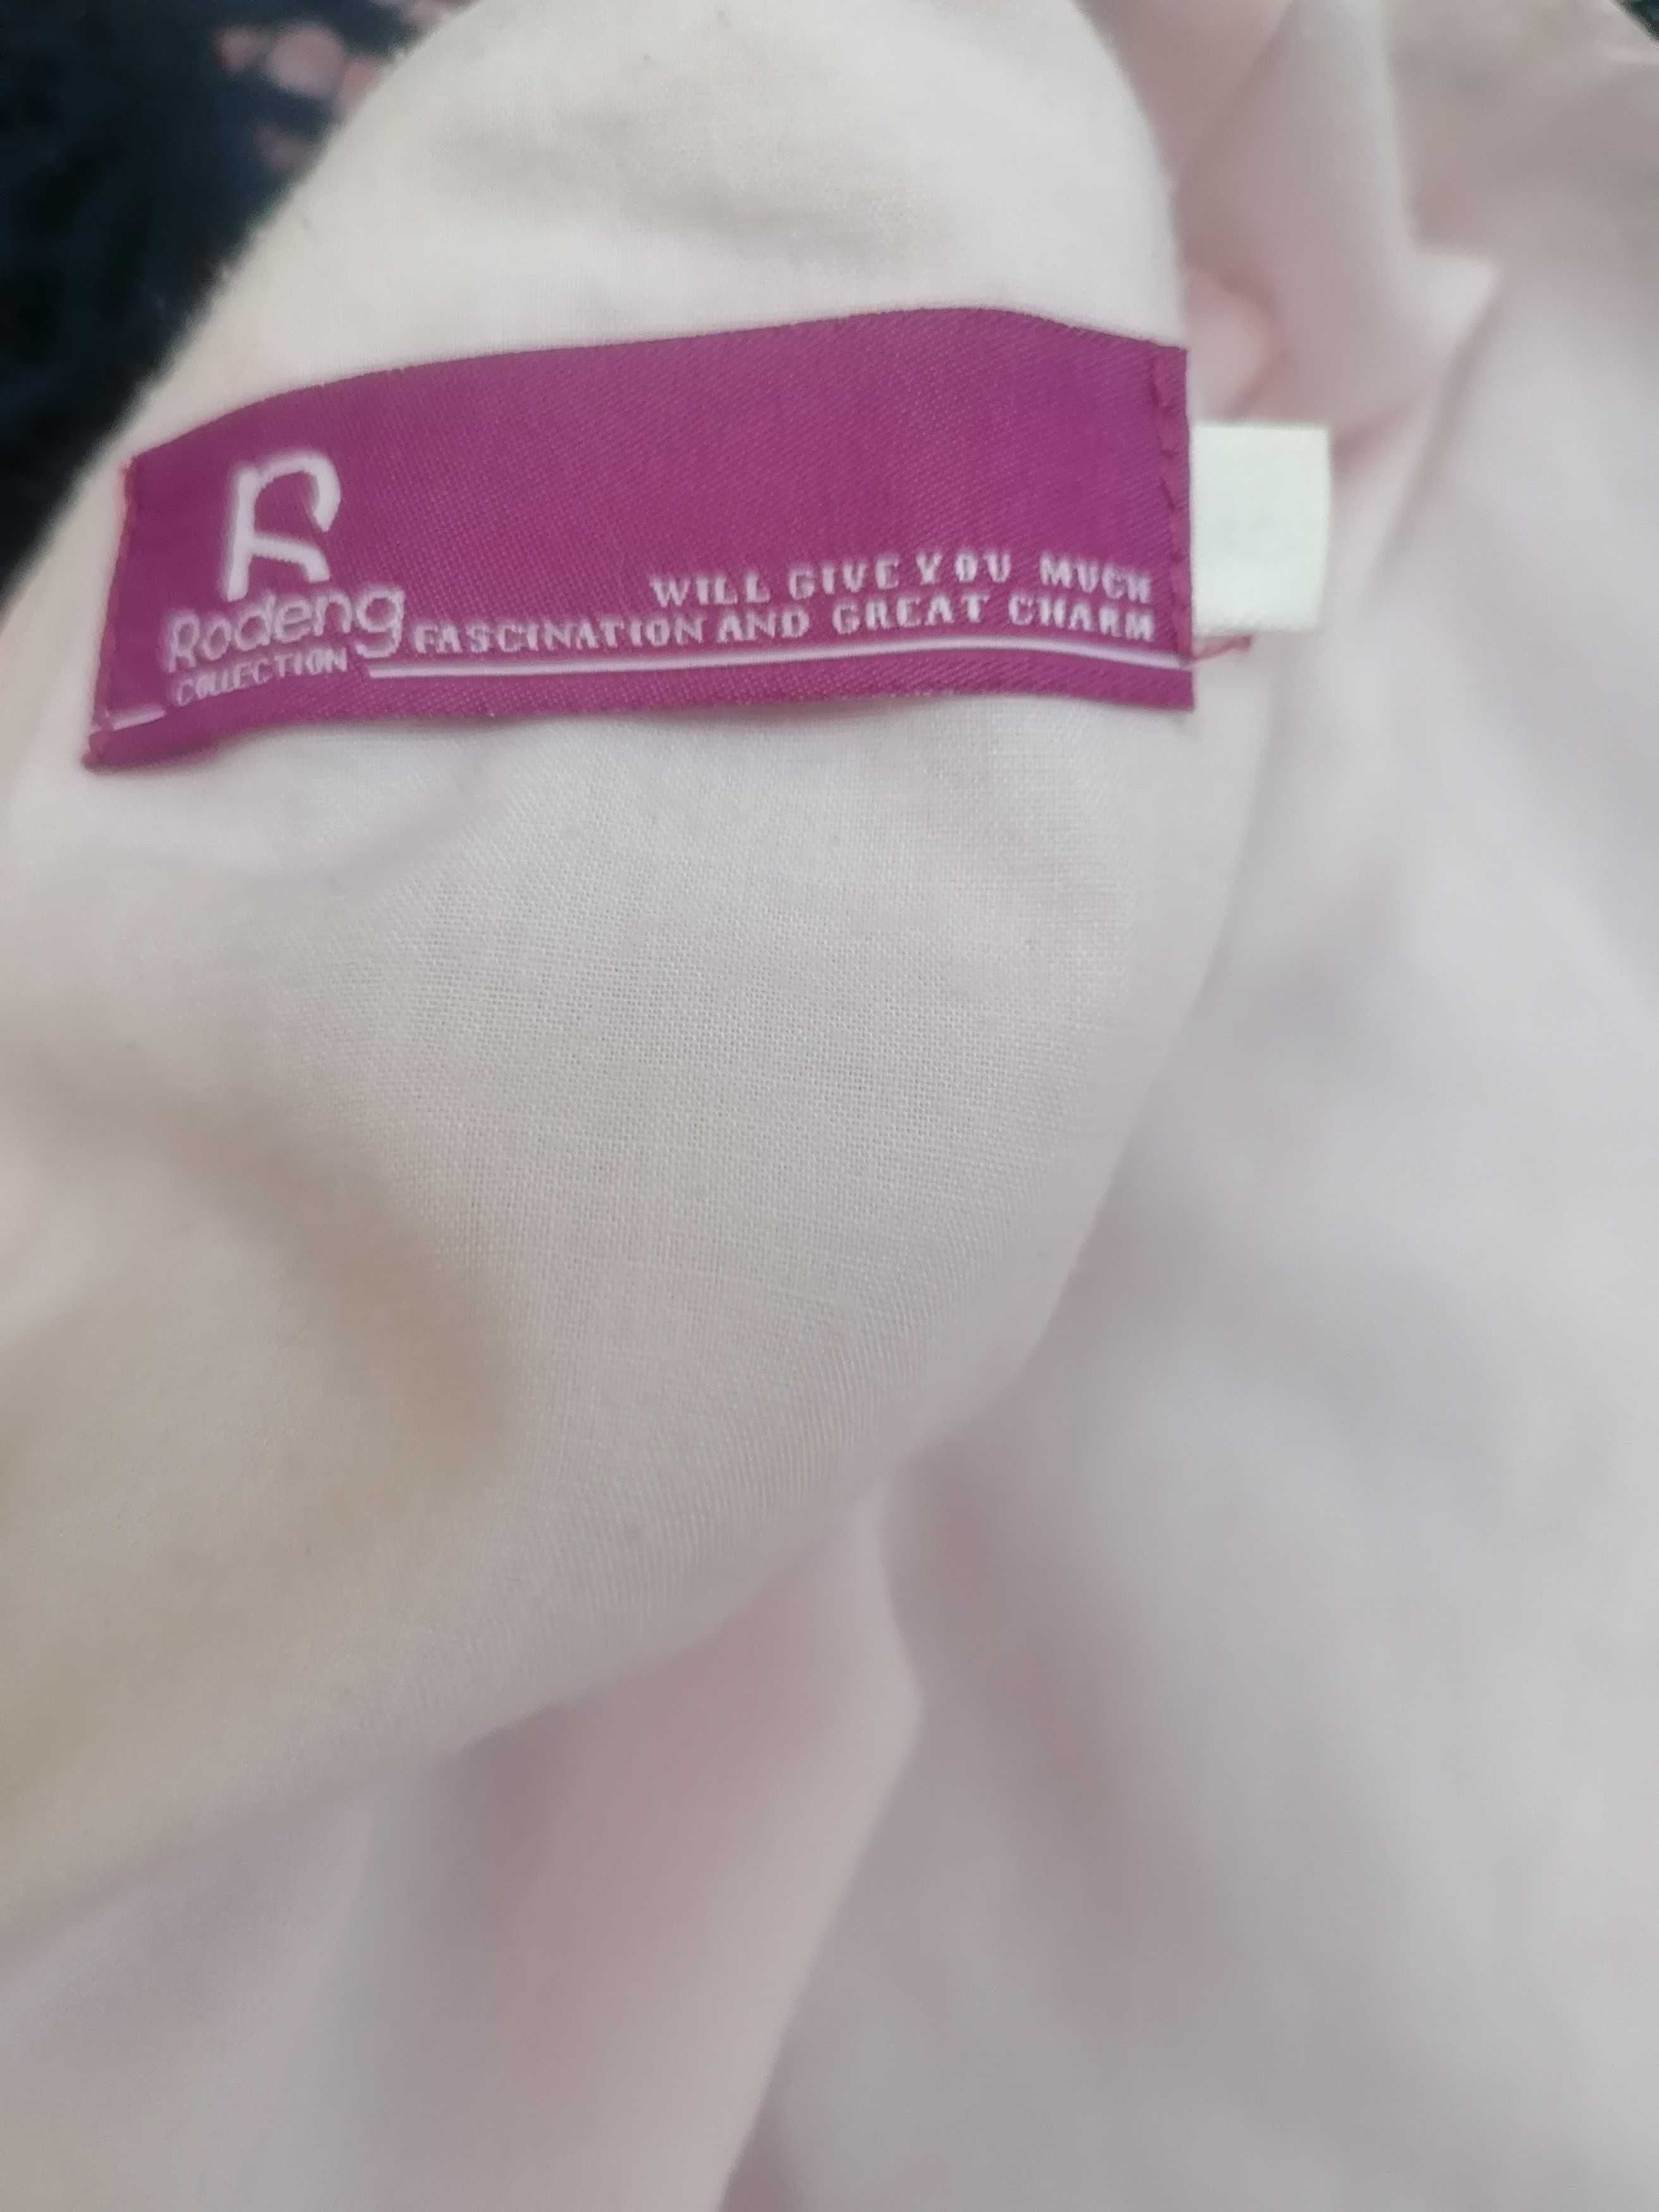 R
Rodeng
COLLECTION
WILL GIVE YOU MUCH
FASCINATION AND GREAT CHARM